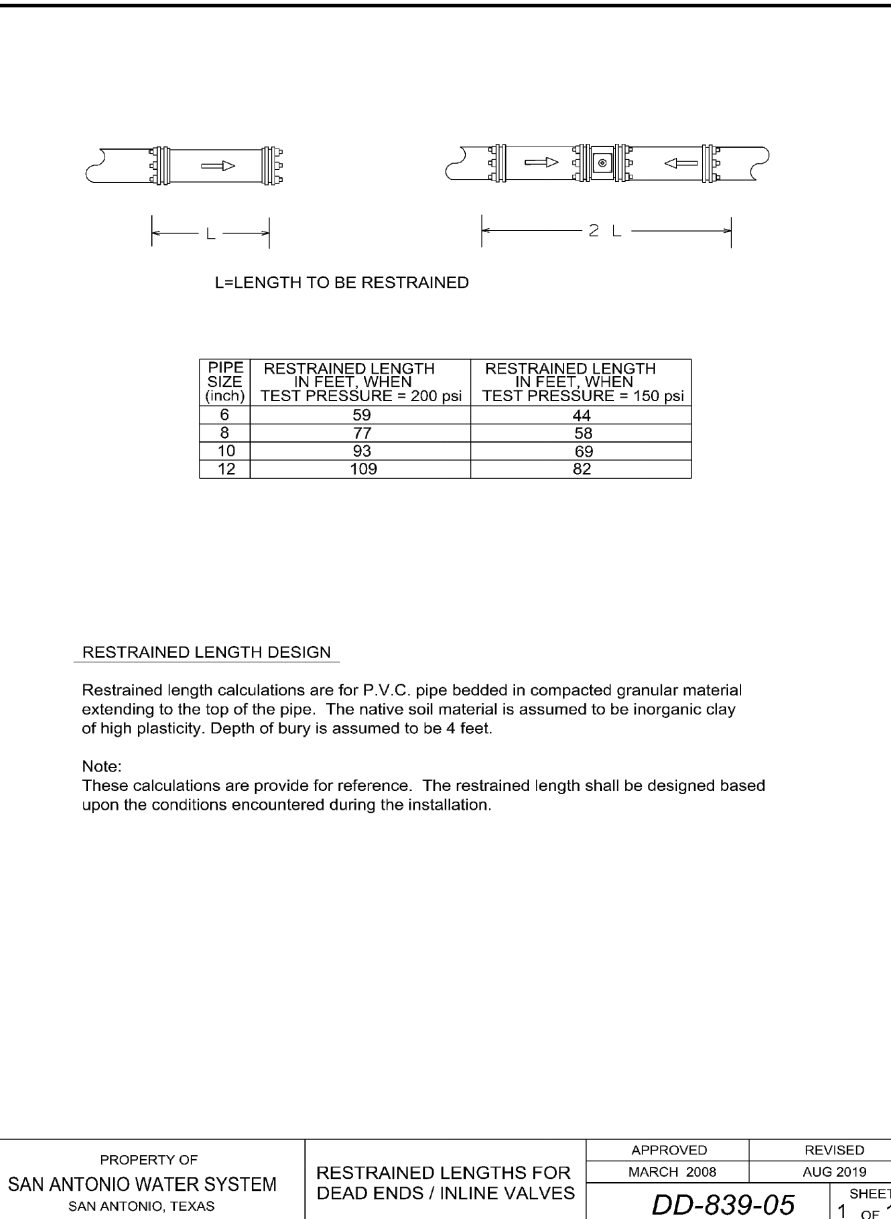 L
2 L
L=LENGTH TO BE RESTRAINED
PIPE SIZE (inch) RESTRAINED LENGTH IN FEET, WHEN TEST PRESSURE = 200 psi RESTRAINED LENGTH IN FEET, WHEN TEST PRESSURE = 150 psi
6 59 44
8 77 58
10 93 69
12 109 82
RESTRAINED LENGTH DESIGN
Restrained length calculations are for P.V.C. pipe bedded in compacted granular material
extending to the top of the pipe. The native soil material is assumed to be inorganic clay
of high plasticity. Depth of bury is assumed to be 4 feet.
Note:
These calculations are provide for reference. The restrained length shall be designed based
upon the conditions encountered during the installation.
PROPERTY OF
SAN ANTONIO WATER SYSTEM
SAN ANTONIO, TEXAS
RESTRAINED LENGTHS FOR
DEAD ENDS / INLINE VALVES
APPROVED REVISED
MARCH 2008 AUG 2019
DD-839-05
SHEET
1 OF